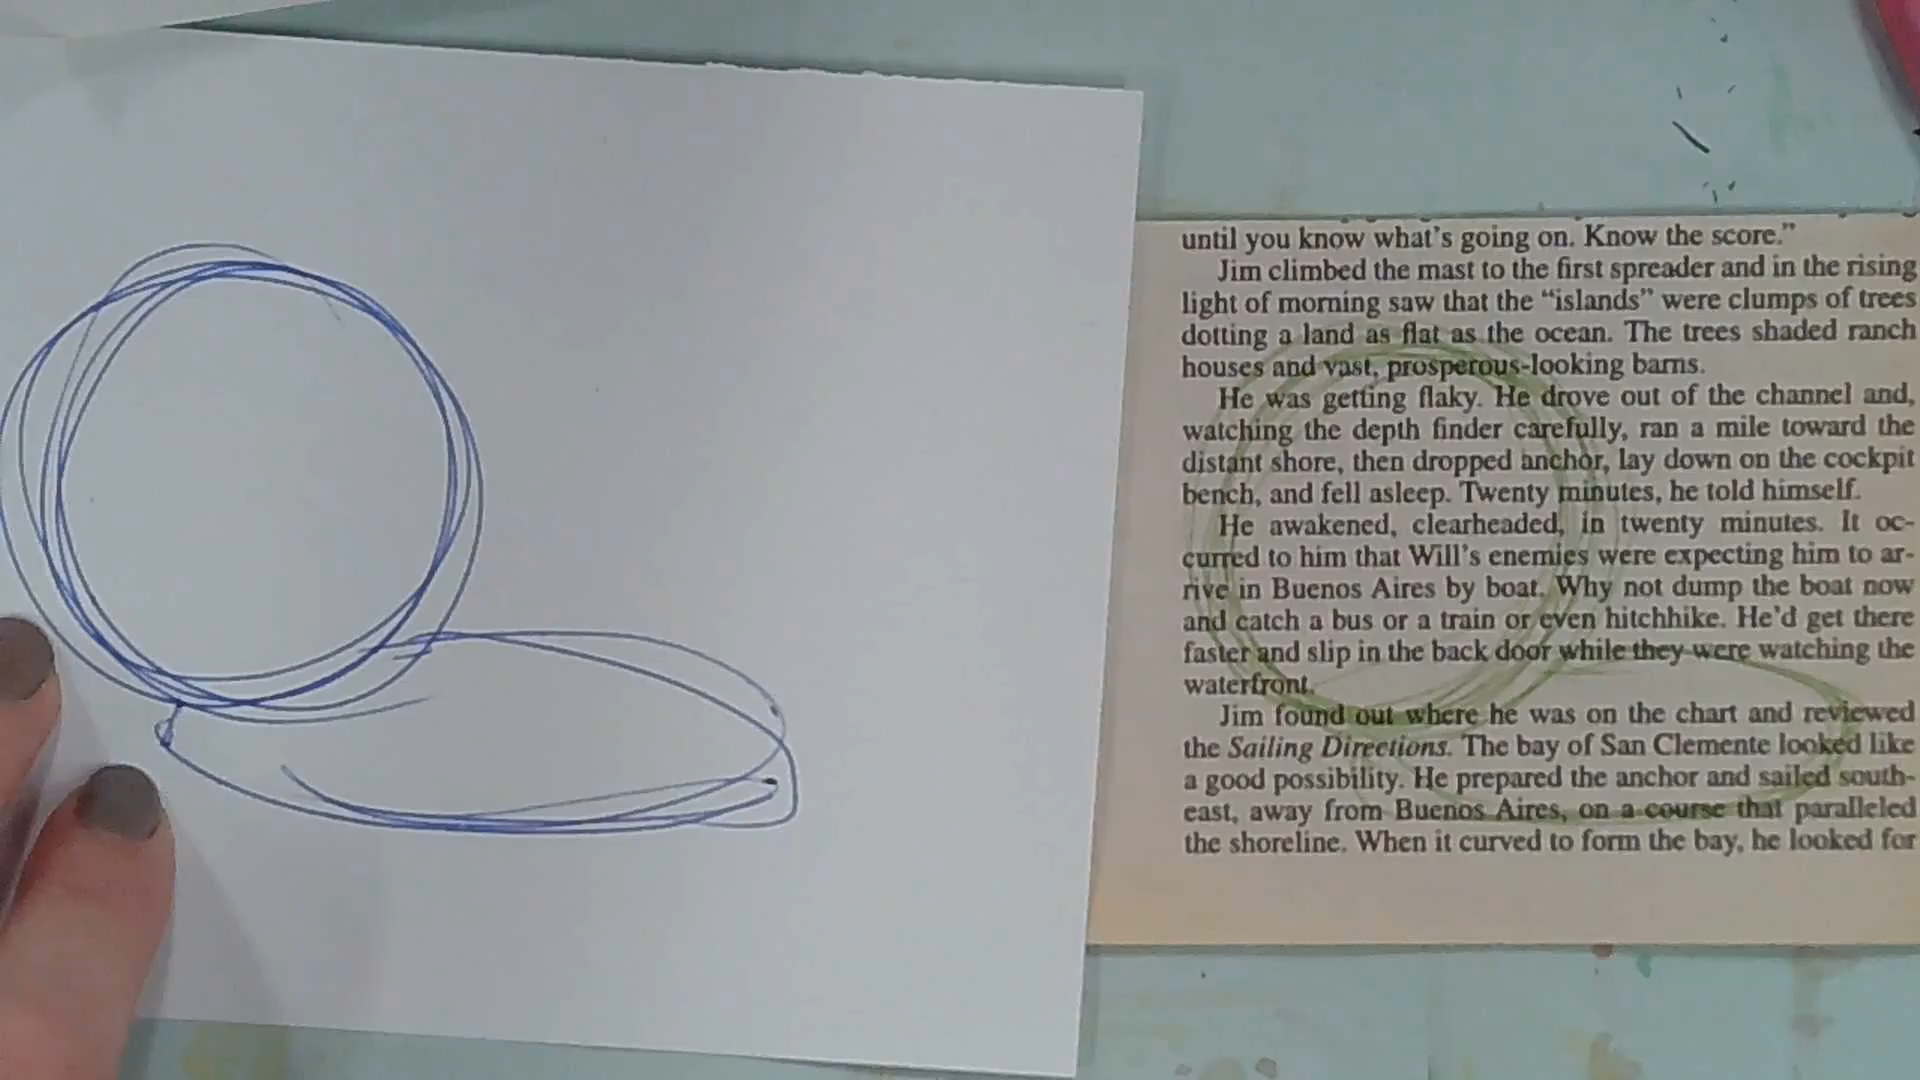 until you know what's going on. Know the score."
Jim climbed the mast to the first spreader and in the rising
light of morning saw that the "islands" were clumps of trees
dotting a land as flat as the ocean. The trees shaded ranch
houses and vast, prosperous-looking barns.
He was getting flaky. He drove out of the channel and,
watching the depth finder carefully, ran a mile toward the
distant shore, then dropped anchor, lay down on the cockpit
bench, and fell asleep. Twenty minutes, he told himself.
He awakened, clearheaded, in twenty minutes. It oc-
curred to him that Will's enemies were expecting him to ar-
rive in Buenos Aires by boat. Why not dump the boat now
and catch a bus or a train or even hitchhike. He'd get there
faster and slip in the back door while they were watching the
waterfront.
Jim found out where he was on the chart and reviewed
the Sailing Directions. The bay of San Clemente looked like
a good possibility. He prepared the anchor and sailed south-
east, away from Buenos Aires, on a course that paralleled
the shoreline. When it curved to form the bay, he looked for